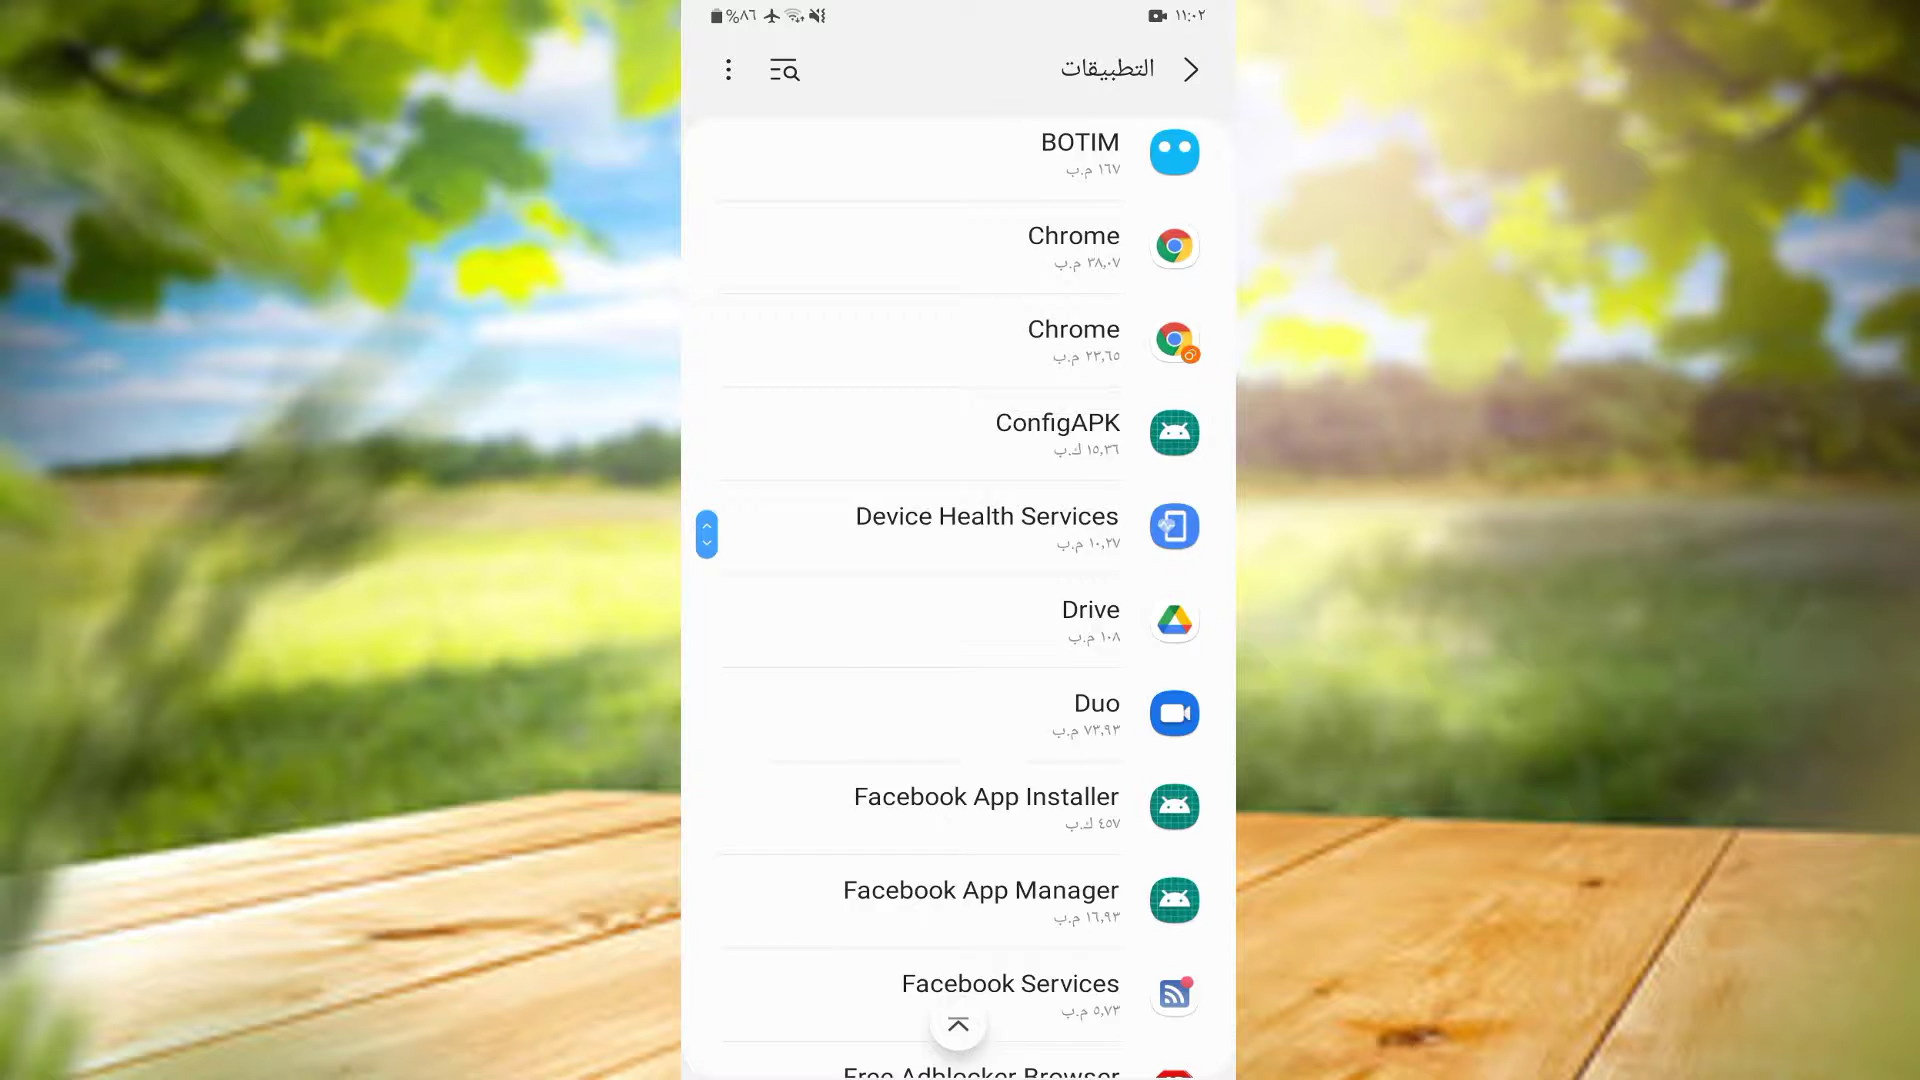 ١١:٠٢ %٨٦
التطبيقات
BOTIM
١٦٧ م.ب
Chrome
٣٨,٠٧ م.ب
Chrome
٢٣,٦٥ م.ب
ConfigAPK
١٥,٣٦ ك.ب
Device Health Services
١٠,٢٧ م.ب
Drive
١٠٨ م.ب
Duo
٧٣,٩٣ م.ب
Facebook App Installer
٤٥٧ ك.ب
Facebook App Manager
١٦,٩٣ م.ب
Facebook Services
٥,٧٣ م.ب
Free Adblocker Browser